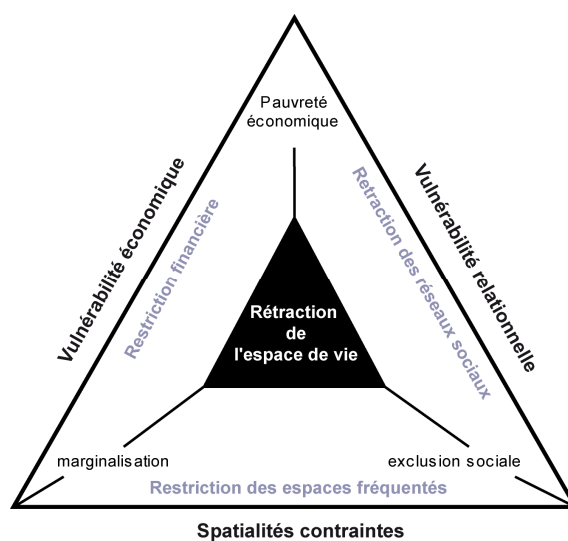 Pauvreté
économique
Vulnérabilité économique
Restriction financière
Retraction des réseaux sociaux
Vulnérabilité relationnelle
Rétraction
de
l'espace de vie
marginalisation
exclusion sociale
Restriction des espaces fréquentés
Spatialités contraintes